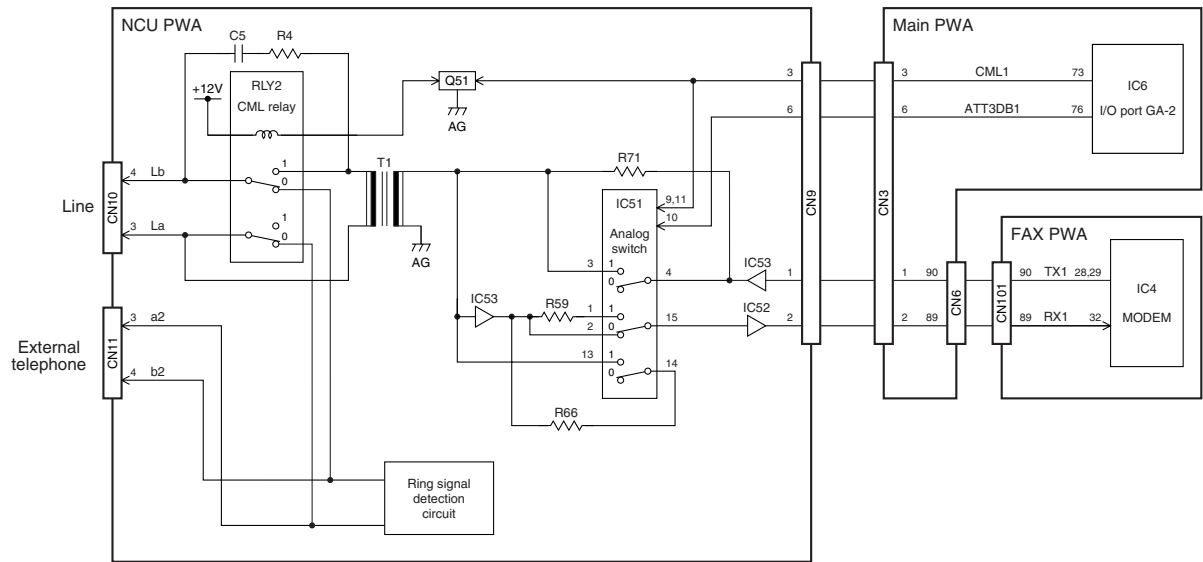 NCU PWA
Main PWA
C5
R4
RLY2
CML relay
+12V
Q51
AG
3
3
CML1
73
6
6
ATT3DB1
76
IC6
I/O port GA-2
4
Lb
1
0
T1
R71
Line
CN10
3
La
1
0
AG
IC51
9,11
10
Analog
switch
CN9
CN3
FAX PWA
3
1
0
4
IC53
1
1
90
90
TX1
28,29
IC53
R59
1
2
1
0
15
IC52
2
2
89
89
RX1
32
CN6
CN101
IC4
MODEM
13
1
0
14
R66
External
telephone
CN11
3
a2
4
b2
Ring signal
detection
circuit